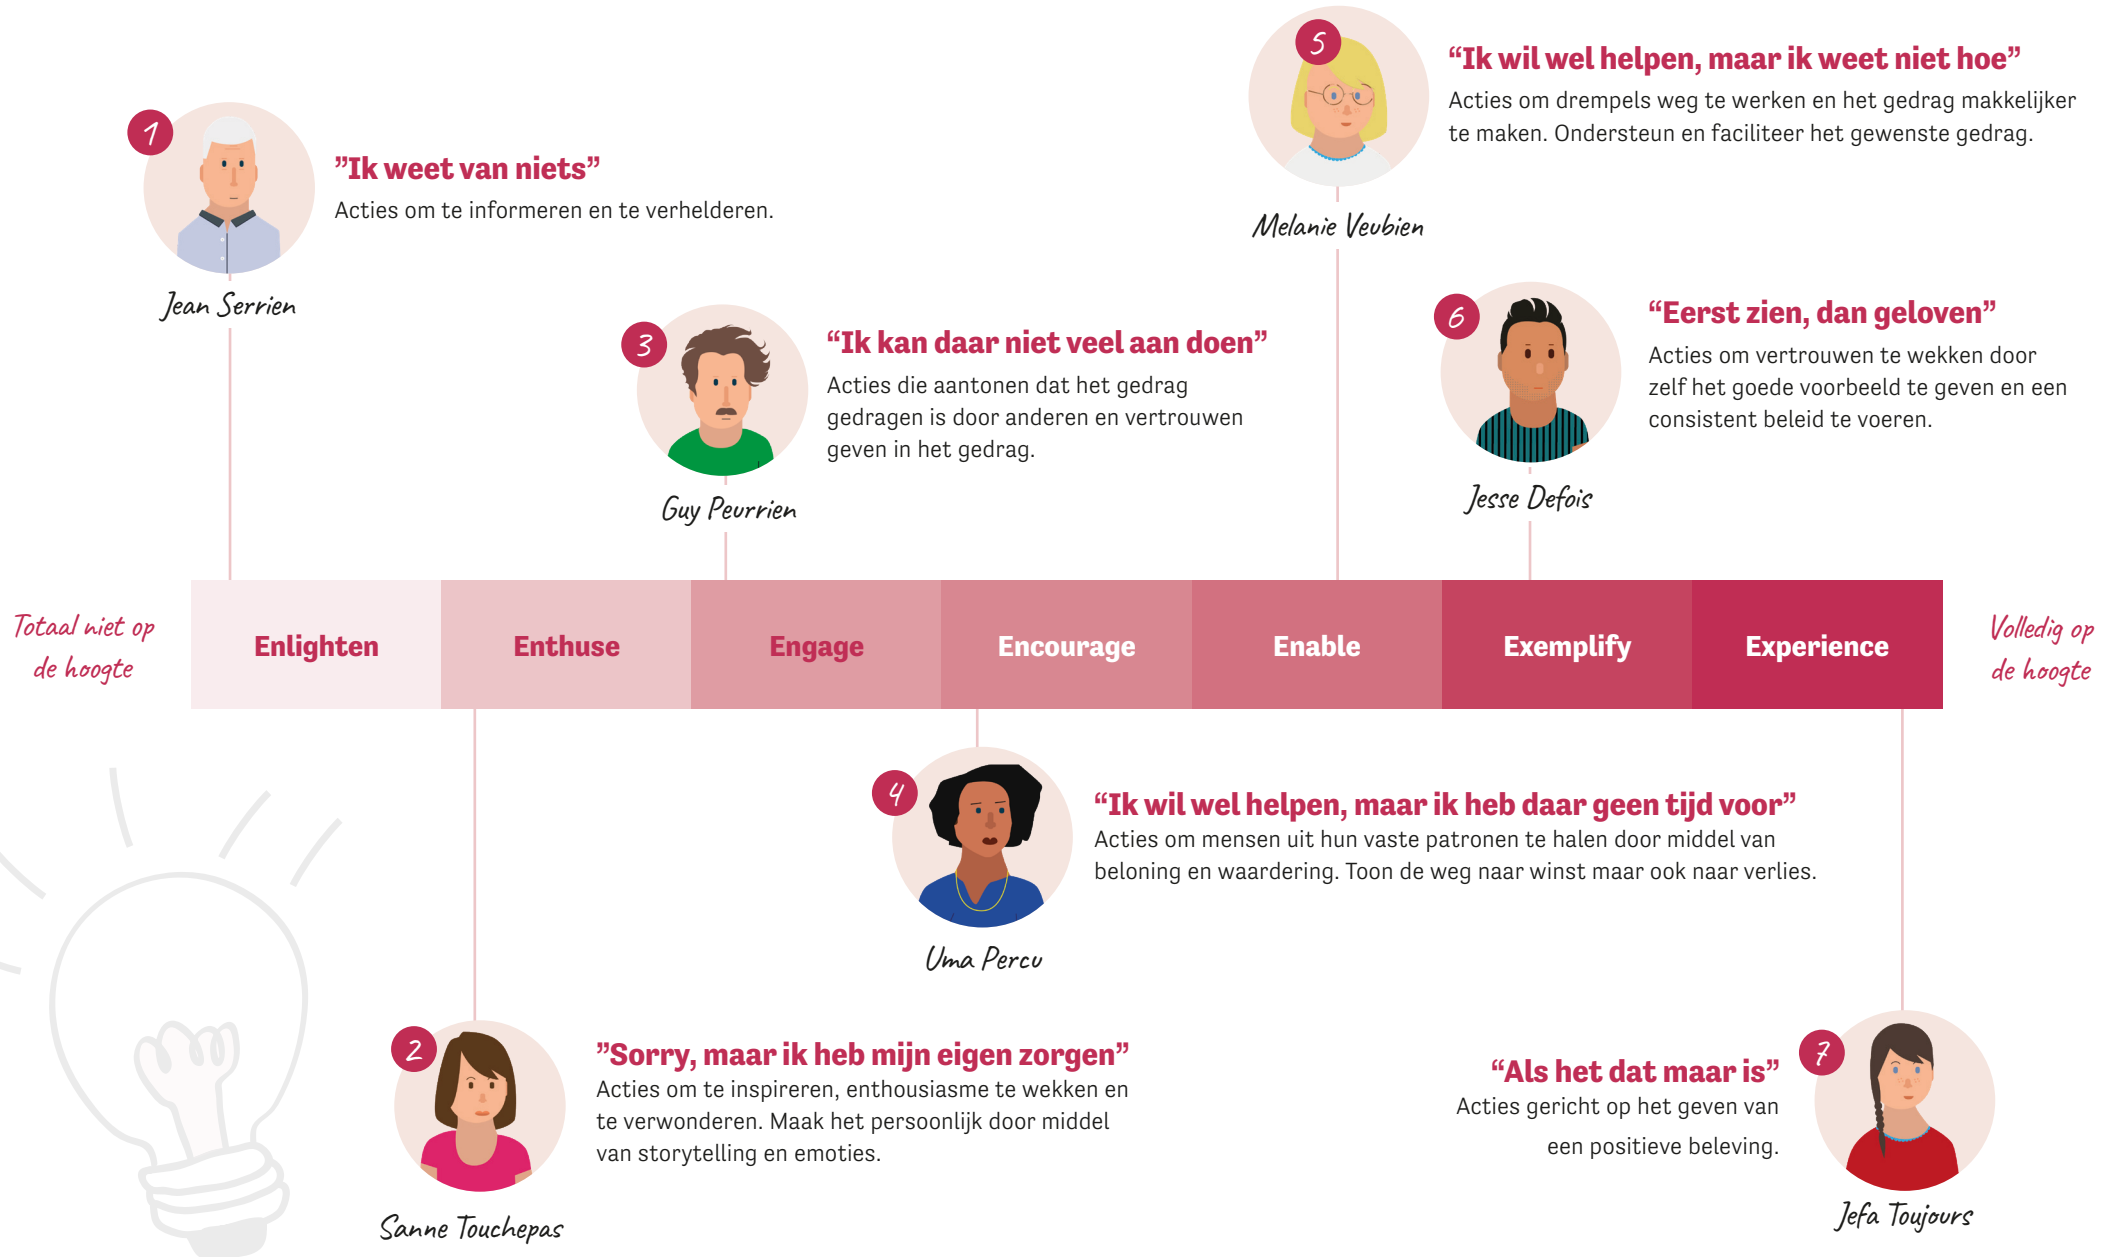 1
”Ik weet van niets”
Acties om te informeren en te verhelderen.
Jean Serrien
5
“Ik wil wel helpen, maar ik weet niet hoe”
Acties om drempels weg te werken en het gedrag makkelijker
te maken. Ondersteun en faciliteer het gewenste gedrag.
Melanie Veubien
3
“Ik kan daar niet veel aan doen”
Acties die aantonen dat het gedrag
gedragen is door anderen en vertrouwen
geven in het gedrag.
Guy Peurrien
6
“Eerst zien, dan geloven”
Acties om vertrouwen te wekken door
zelf het goede voorbeeld te geven en een
consistent beleid te voeren.
Jesse Defois
Totaal niet op
de hoogte
Enlighten
Enthuse
Engage
Encourage
Enable
Exemplify
Experience
Volledig op
de hoogte
4
“Ik wil wel helpen, maar ik heb daar geen tijd voor”
Acties om mensen uit hun vaste patronen te halen door middel van
beloning en waardering. Toon de weg naar winst maar ook naar verlies.
Uma Percu
2
”Sorry, maar ik heb mijn eigen zorgen”
Acties om te inspireren, enthousiasme te wekken en
te verwonderen. Maak het persoonlijk door middel
van storytelling en emoties.
Sanne Touchepas
7
“Als het dat maar is”
Acties gericht op het geven van
een positieve beleving.
Jefa Toujours